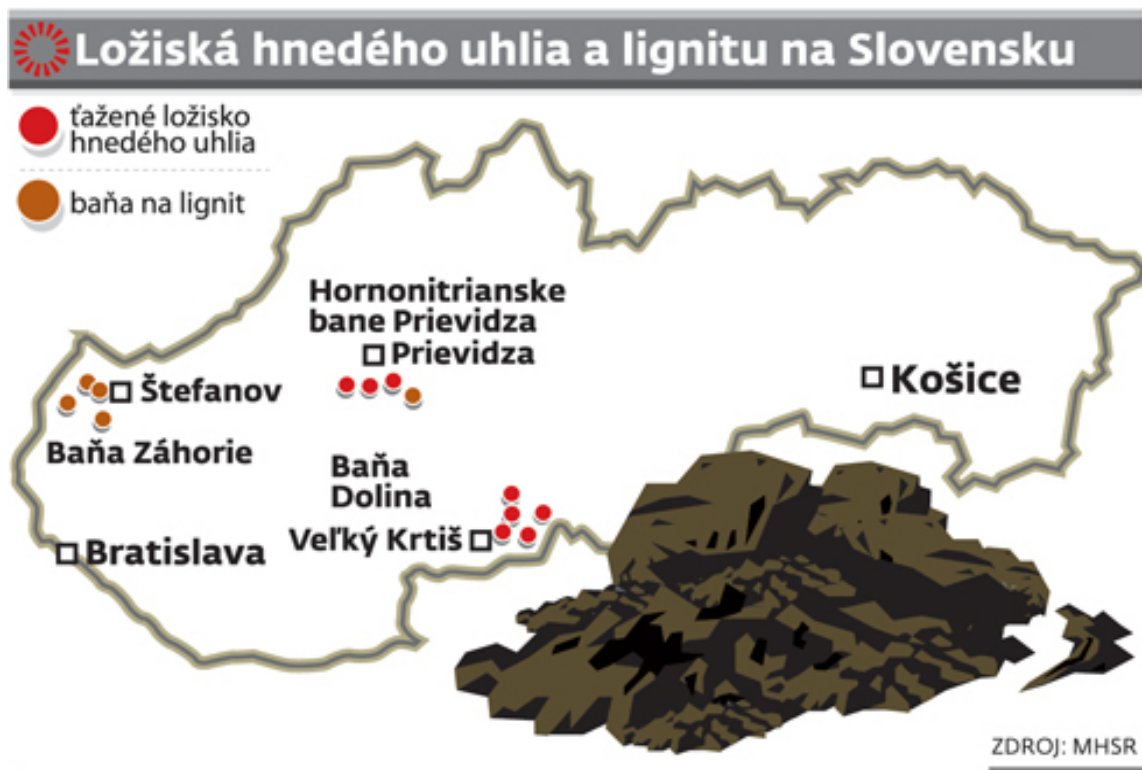 Ložiská hnedého uhlia a lignitu na Slovensku
ťažené ložisko
hnedého uhlia
baňa na lignit
Hornonitrianske
bane Prievidza
Prievidza
Košice
Štefanov
Baňa Záhorie
Baňa
Dolina
Veľký Krtíš
Bratislava
ZDROJ: MHSR